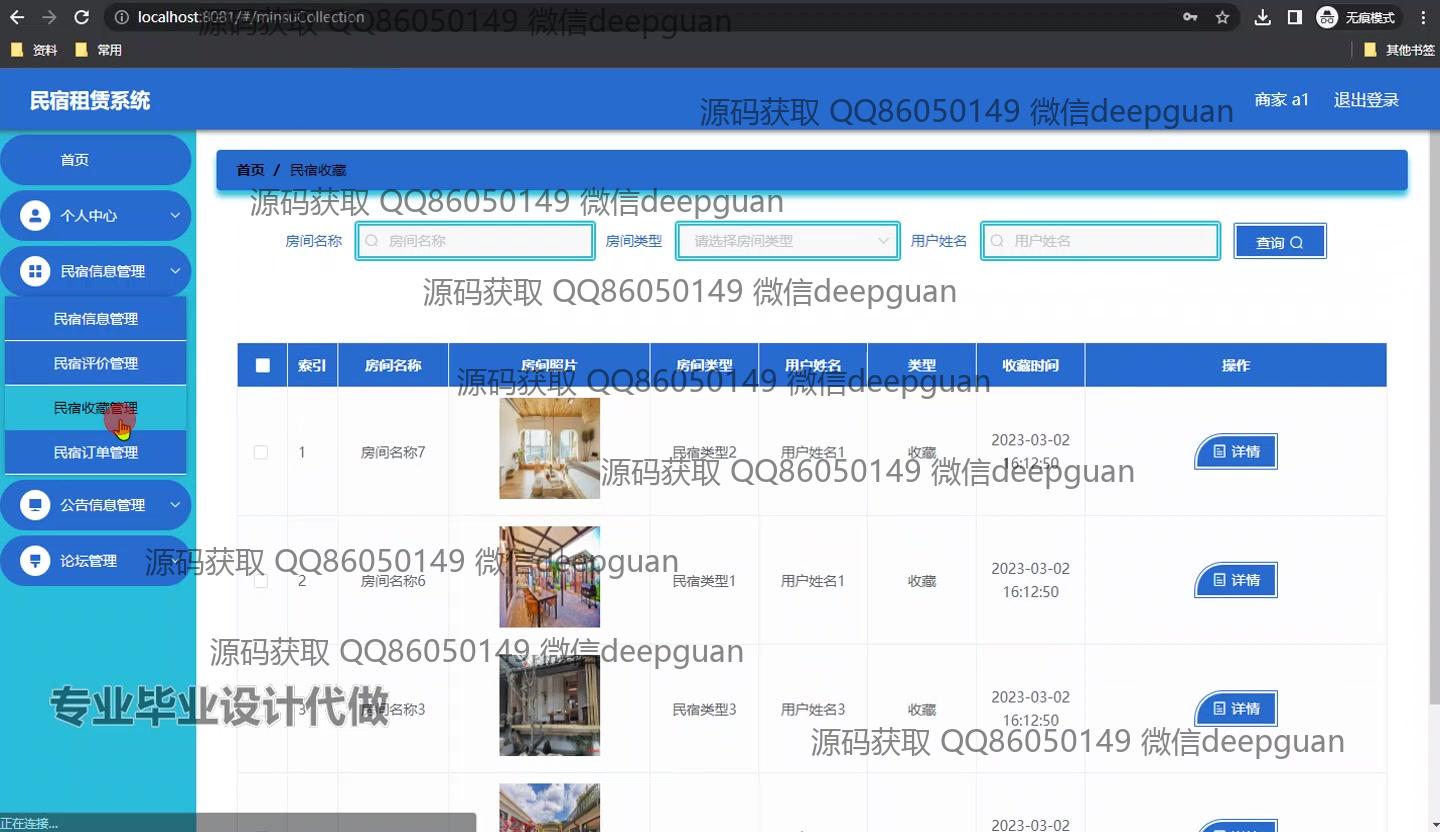 localhost:8081/#/minsuCollection
无痕模式
源码获取 QQ86050149 微信deepguan
资料
常用
其他书签
民宿租赁系统
源码获取 QQ86050149 微信deepguan
商家 a1
退出登录
首页
个人中心
民宿信息管理
民宿信息管理
民宿评价管理
民宿收藏管理
民宿订单管理
公告信息管理
论坛管理
首页 / 民宿收藏
源码获取 QQ86050149 微信deepguan
房间名称 房间名称 房间类型 请选择房间类型 用户姓名 用户姓名 查询
源码获取 QQ86050149 微信deepguan
索引 房间名称 房间照片 房间类型 用户姓名 类型 收藏时间 操作
源码获取 QQ86050149 微信deepguan
1 房间名称7 民宿类型2 用户姓名1 收藏 2023-03-02 16:12:50 详情
源码获取 QQ86050149 微信deepguan
2 房间名称6 民宿类型1 用户姓名1 收藏 2023-03-02 16:12:50 详情
源码获取 QQ86050149 微信deepguan
源码获取 QQ86050149 微信deepguan
3 房间名称3 民宿类型3 用户姓名3 收藏 2023-03-02 16:12:50 详情
专业毕业设计代做
源码获取 QQ86050149 微信deepguan
2023-03-02
正在连接...